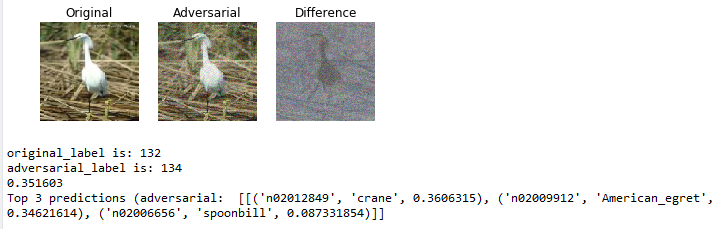 Original Adversarial Difference
original_label is: 132
adversarial_label is: 134
0.351603
Top 3 predictions (adversarial:  [[('n02012849', 'crane', 0.3606315), ('n02009912', 'American_egret',
0.34621614), ('n02006656', 'spoonbill', 0.087331854)]]